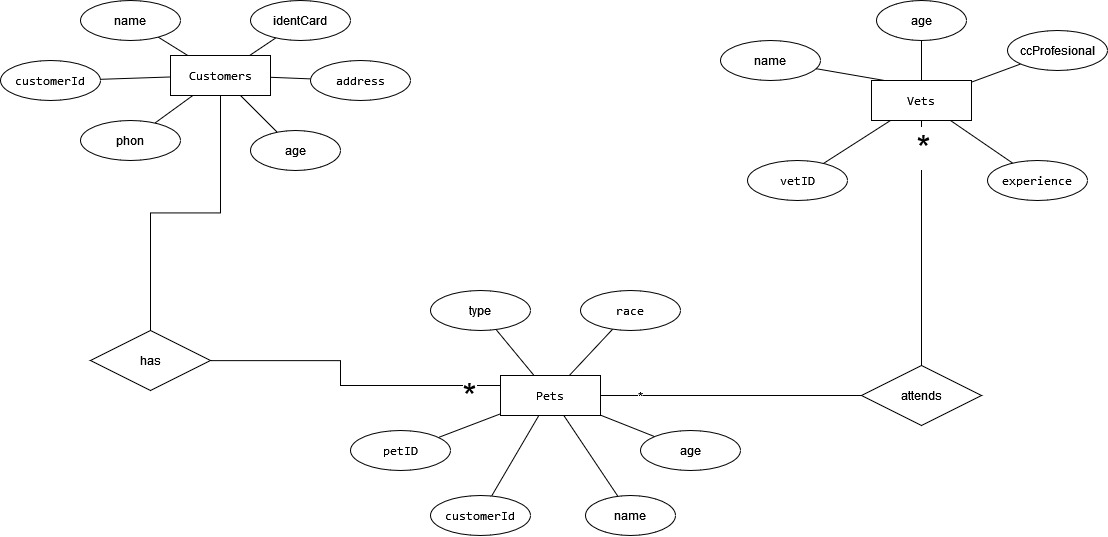 name
identCard
Customers
customerId
address
phon
age
age
name
ccProfesional
Vets
*
vetID
experience
has
type
race
*
Pets
*
attends
petID
age
customerId
name